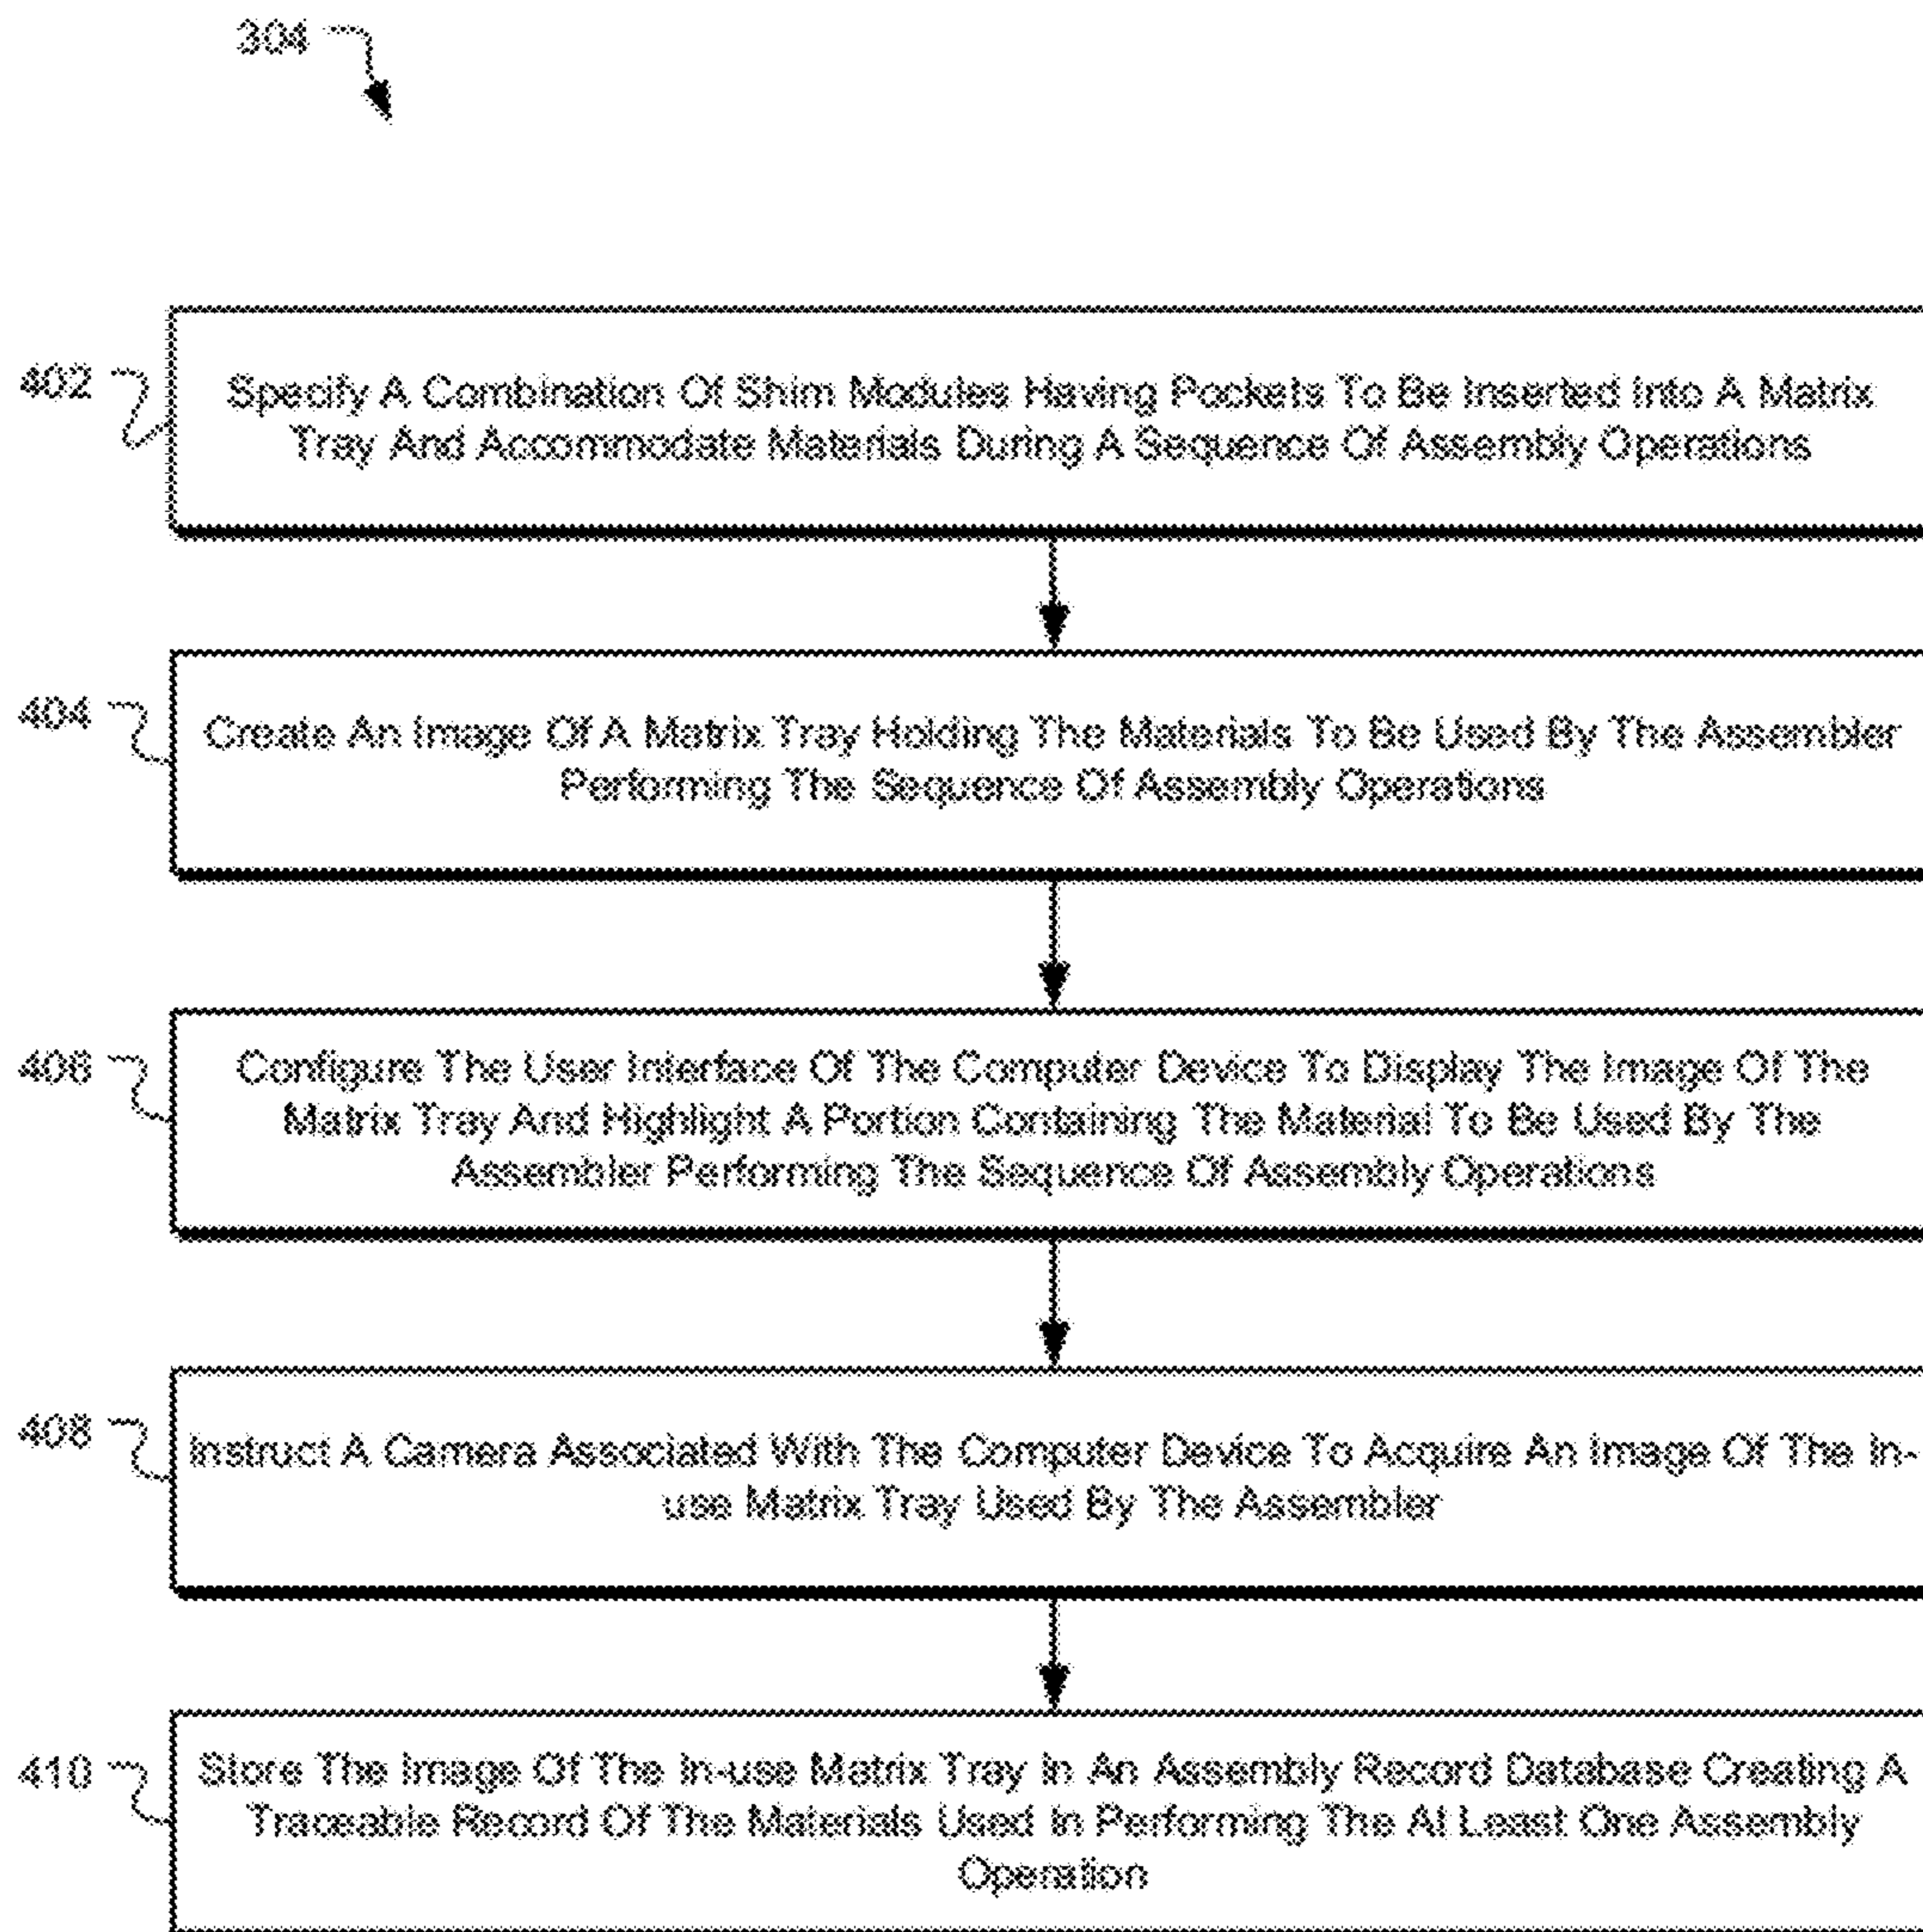 304
402
Specify A Combination Of Shim Modules Having Pockets To Be Inserted Into A Matrix
Tray And Accommodate Materials During A Sequence Of Assembly Operations
404
Create An Image Of A Matrix Tray Holding The Materials To Be Used By The Assembler
Performing The Sequence Of Assembly Operations
406
Configure The User Interface Of The Computer Device To Display The Image Of The
Matrix Tray And Highlight A Portion Containing The Material To Be Used By The
Assembler Performing The Sequence Of Assembly Operations
408
Instruct A Camera Associated With The Computer Device To Acquire An Image Of The In-
use Matrix Tray Used By The Assembler
410
Store The Image Of The In-use Matrix Tray In An Assembly Record Database Creating A
Traceable Record Of The Materials Used In Performing The At Least One Assembly
Operation